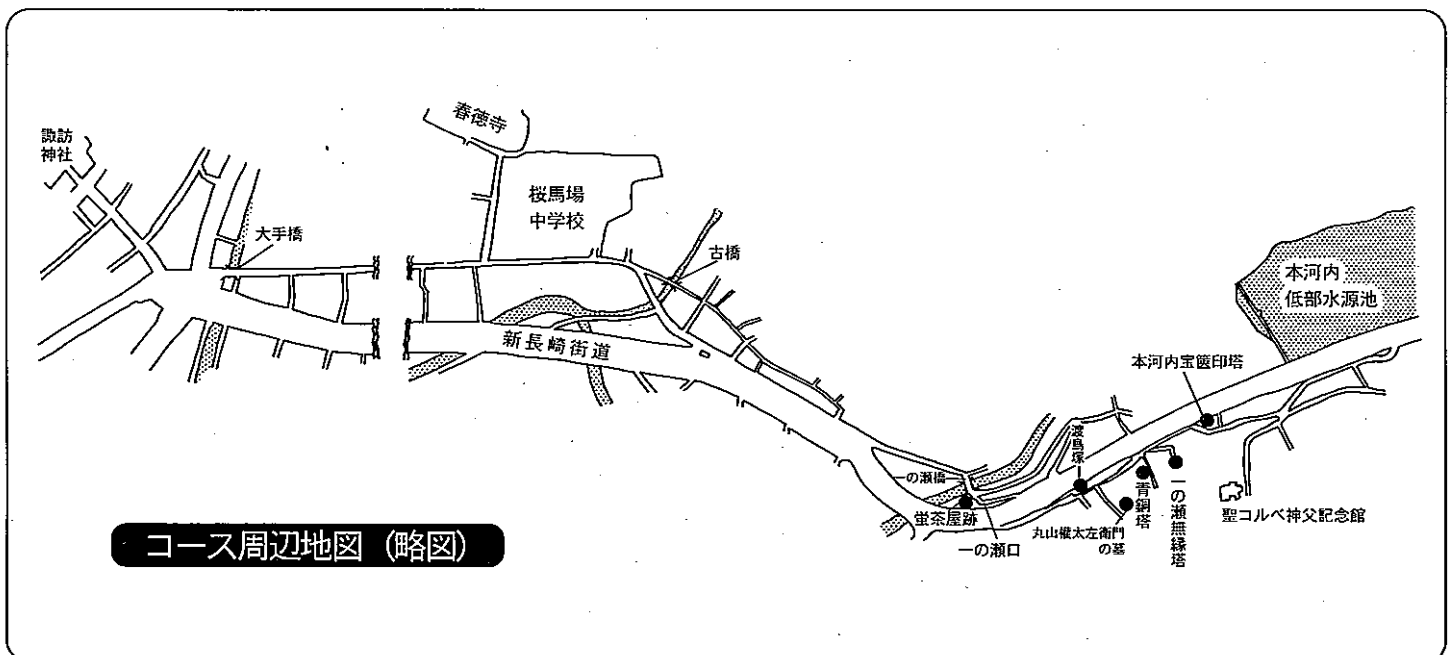 諏訪
神社
春徳寺
桜馬場
中学校
大手橋
古橋
新長崎街道
本河内
低部水源池
本河内宝篋印塔
渡鳥塚
一の瀬橋
蛍茶屋跡
一の瀬口
丸山権太左衛門
の墓
青銅塔
一の瀬無縁塔
聖コルベ神父記念館
コース周辺地図（略図）